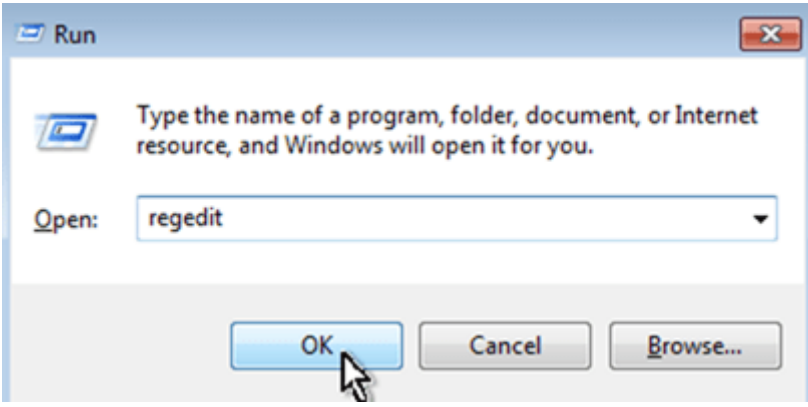 Run
Type the name of a program, folder, document, or Internet
resource, and Windows will open it for you.
Open: regedit
OK Cancel Browse...